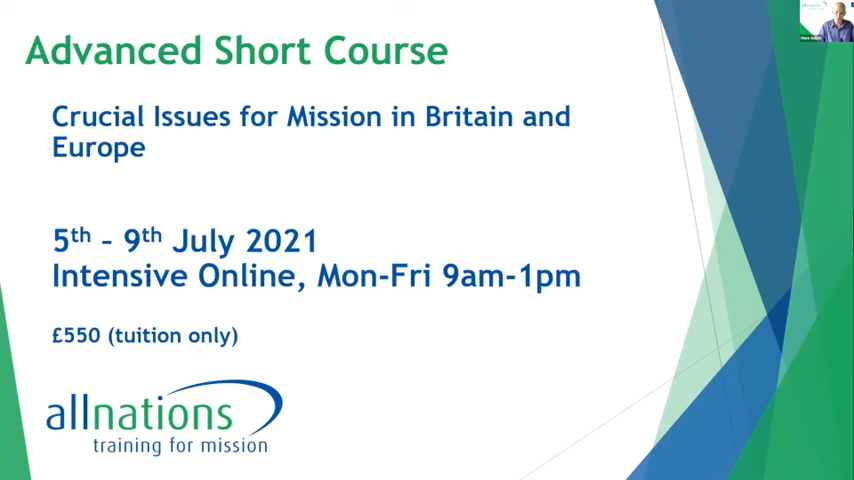 Advanced Short Course
Crucial Issues for Mission in Britain and
Europe
5th – 9th July 2021
Intensive Online, Mon-Fri 9am-1pm
£550 (tuition only)
allnations
training for mission
allnations